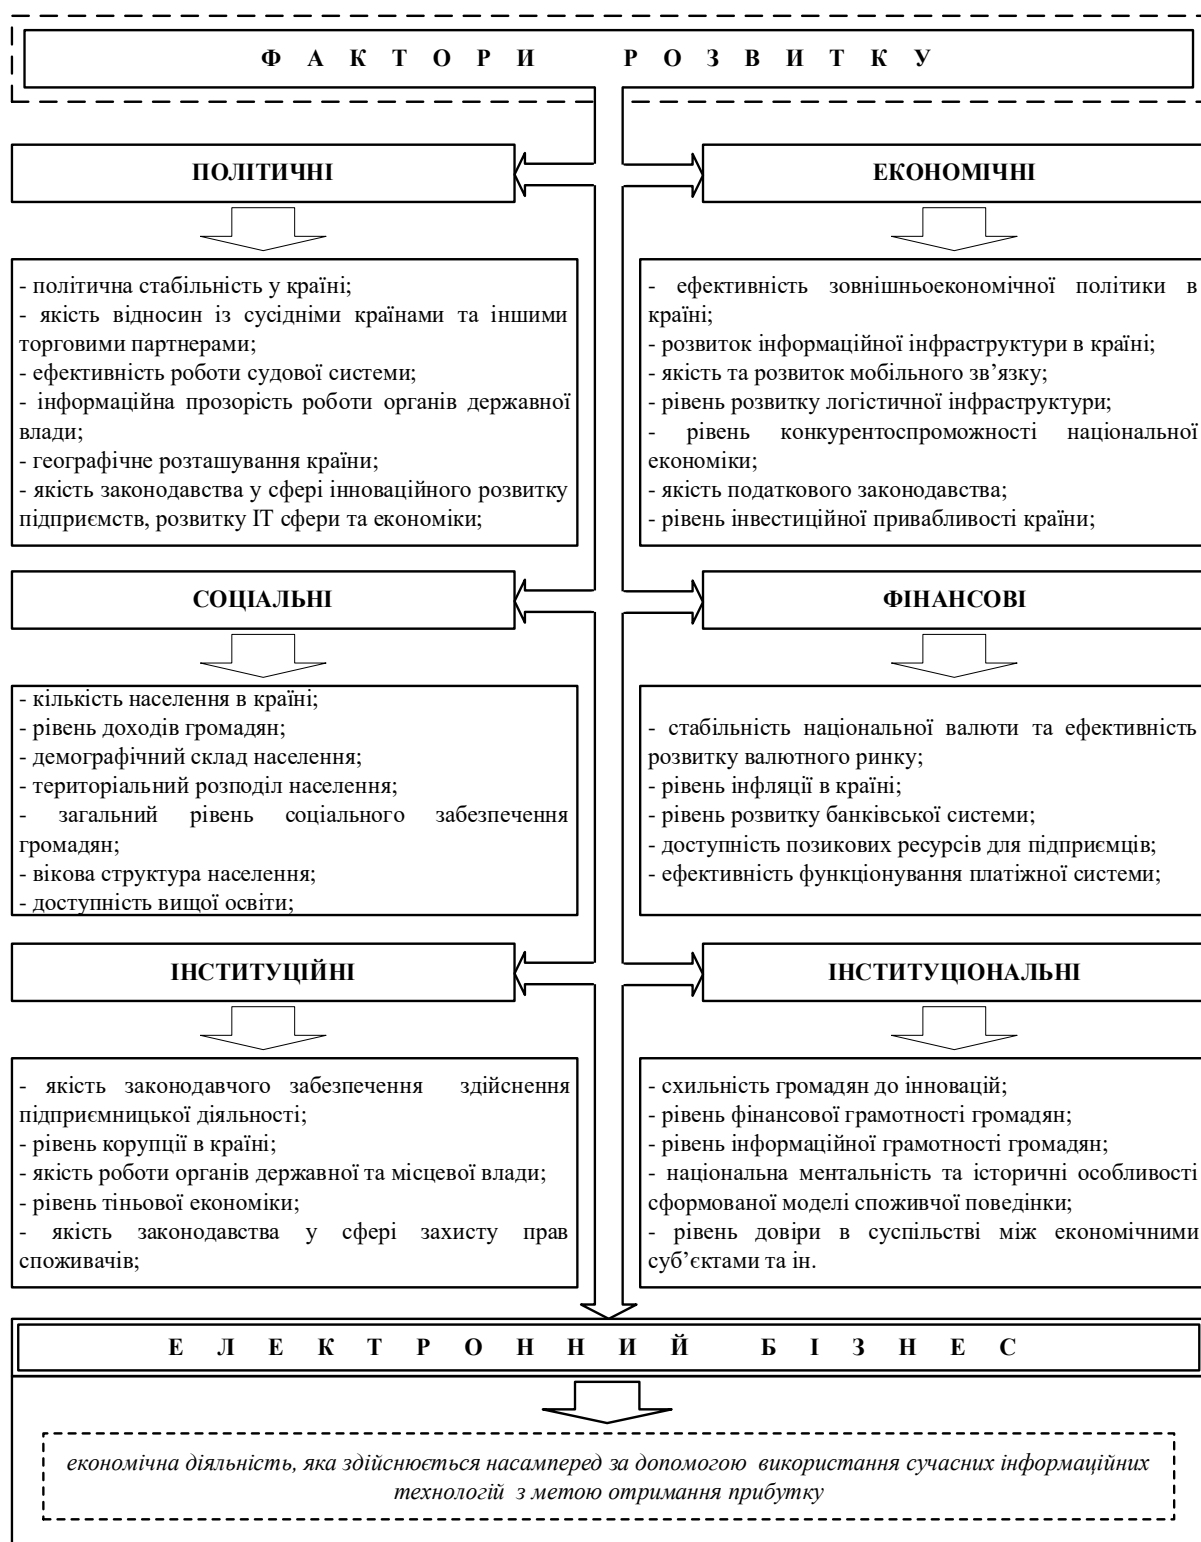 ФАКТОРИ РОЗВИТКУ
ПОЛІТИЧНІ
- політична стабільність у країні;
- якість відносин із сусідніми країнами та іншими
торговими партнерами;
- ефективність роботи судової системи;
- інформаційна прозорість роботи органів державної
влади;
- географічне розташування країни;
- якість законодавства у сфері інноваційного розвитку
підприємств, розвитку ІТ сфери та економіки;
ЕКОНОМІЧНІ
- ефективність зовнішньоекономічної політики в
країні;
- розвиток інформаційної інфраструктури в країні;
- якість та розвиток мобільного зв’язку;
- рівень розвитку логістичної інфраструктури;
- рівень конкурентоспроможності національної
економіки;
- якість податкового законодавства;
- рівень інвестиційної привабливості країни;
СОЦІАЛЬНІ
- кількість населення в країні;
- рівень доходів громадян;
- демографічний склад населення;
- територіальний розподіл населення;
- загальний рівень соціального забезпечення
громадян;
- вікова структура населення;
- доступність вищої освіти;
ФІНАНСОВІ
- стабільність національної валюти та ефективність
розвитку валютного ринку;
- рівень інфляції в країні;
- рівень розвитку банківської системи;
- доступність позикових ресурсів для підприємців;
- ефективність функціонування платіжної системи;
ІНСТИТУЦІЙНІ
- якість законодавчого забезпечення здійснення
підприємницької діяльності;
- рівень корупції в країні;
- якість роботи органів державної та місцевої влади;
- рівень тіньової економіки;
- якість законодавства у сфері захисту прав
споживачів;
ІНСТИТУЦІОНАЛЬНІ
- схильність громадян до інновацій;
- рівень фінансової грамотності громадян;
- рівень інформаційної грамотності громадян;
- національна ментальність та історичні особливості
сформованої моделі споживчої поведінки;
- рівень довіри в суспільстві між економічними
суб’єктами та ін.
ЕЛЕКТРОННИЙ БІЗНЕС
економічна діяльність, яка здійснюється насамперед за допомогою використання сучасних інформаційних
технологій з метою отримання прибутку